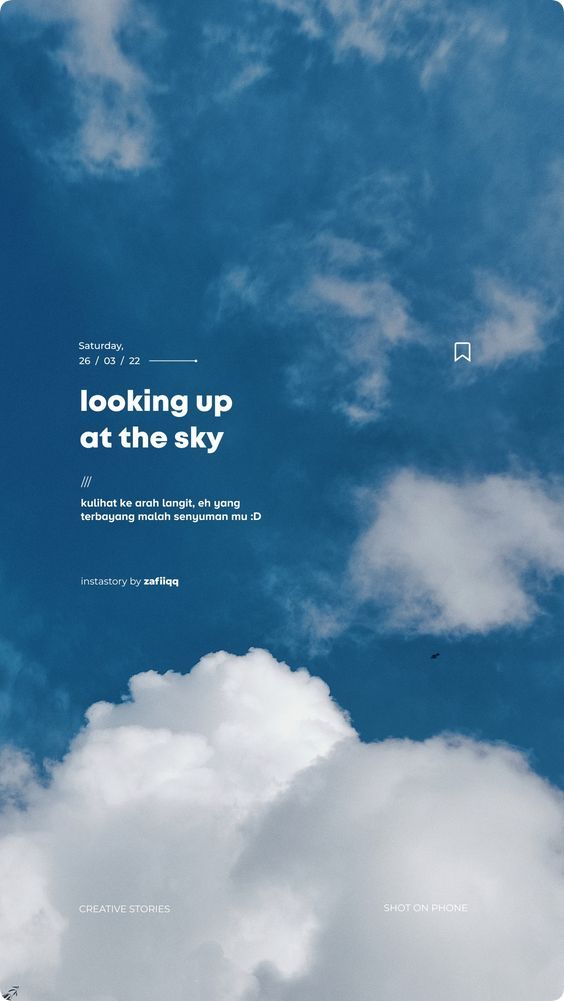 Saturday,
26 / 03 / 22
looking up
at the sky
///
kulihat ke arah langit, eh yang
terbayang malah senyuman mu :D
instastory by zafiiqq
CREATIVE STORIES
SHOT ON PHONE